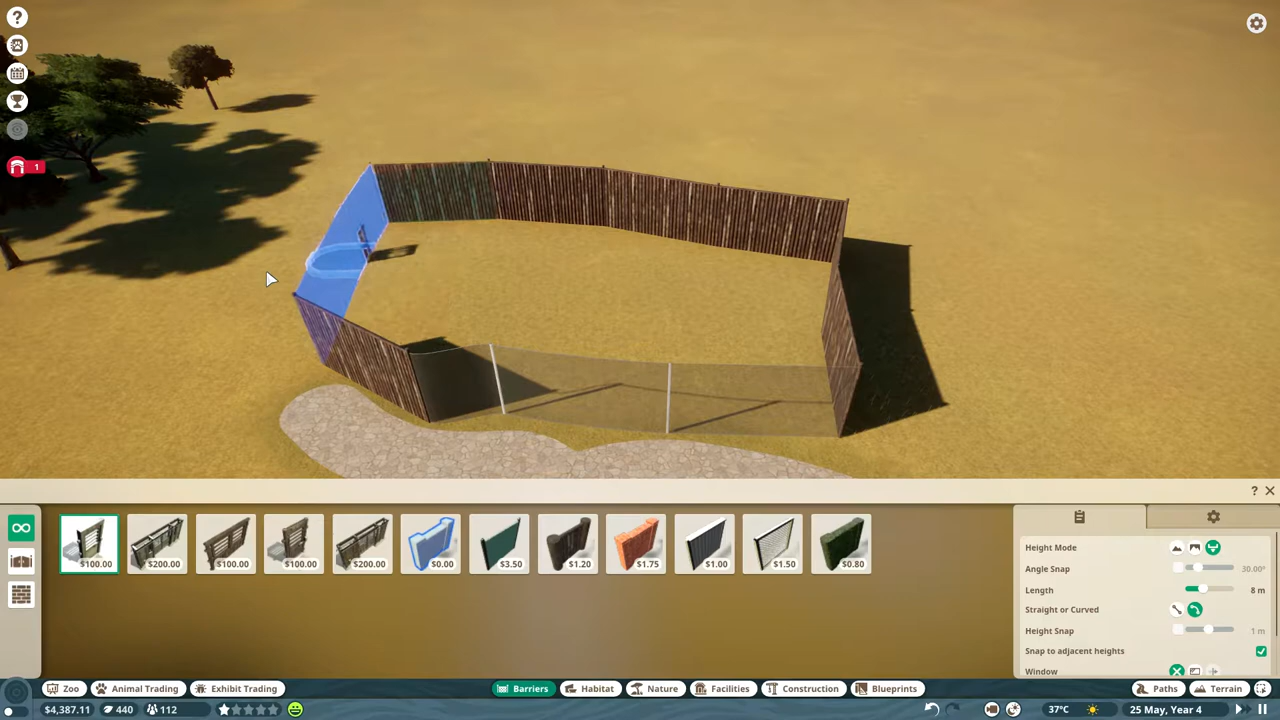 1
$100.00
$200.00
$100.00
$100.00
$200.00
$0.00
$3.50
$1.20
$1.75
$1.00
$1.50
$0.80
?
Height Mode
Angle Snap
30.00°
Length
8 m
Straight or Curved
Height Snap
1 m
Snap to adjacent heights
Window
Zoo
Animal Trading
Exhibit Trading
Barriers
Habitat
Nature
Facilities
Construction
Blueprints
Paths
Terrain
$4,387.11
440
112
37°C
25 May, Year 4